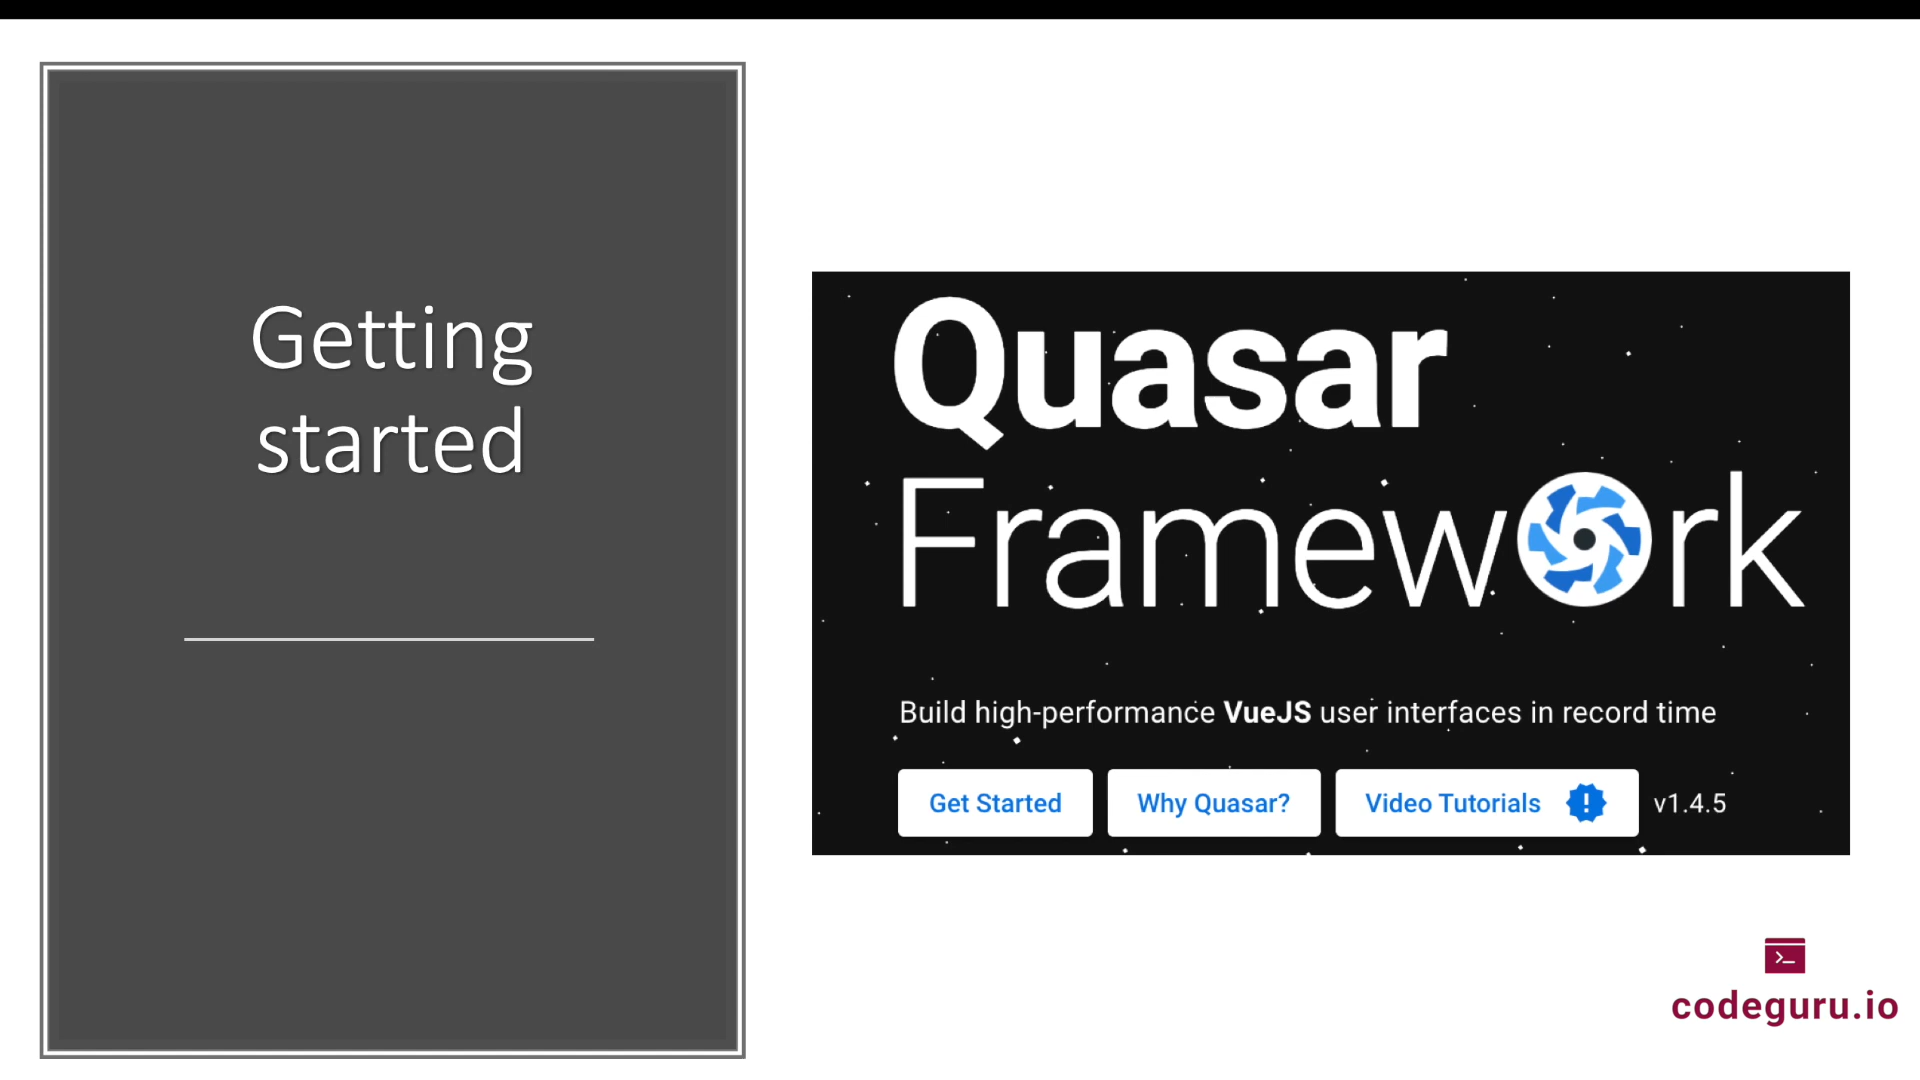 Getting
started
Quasar
Framework
Build high-performance VueJS user interfaces in record time
Get Started
Why Quasar?
Video Tutorials
v1.4.5
codeguru.io